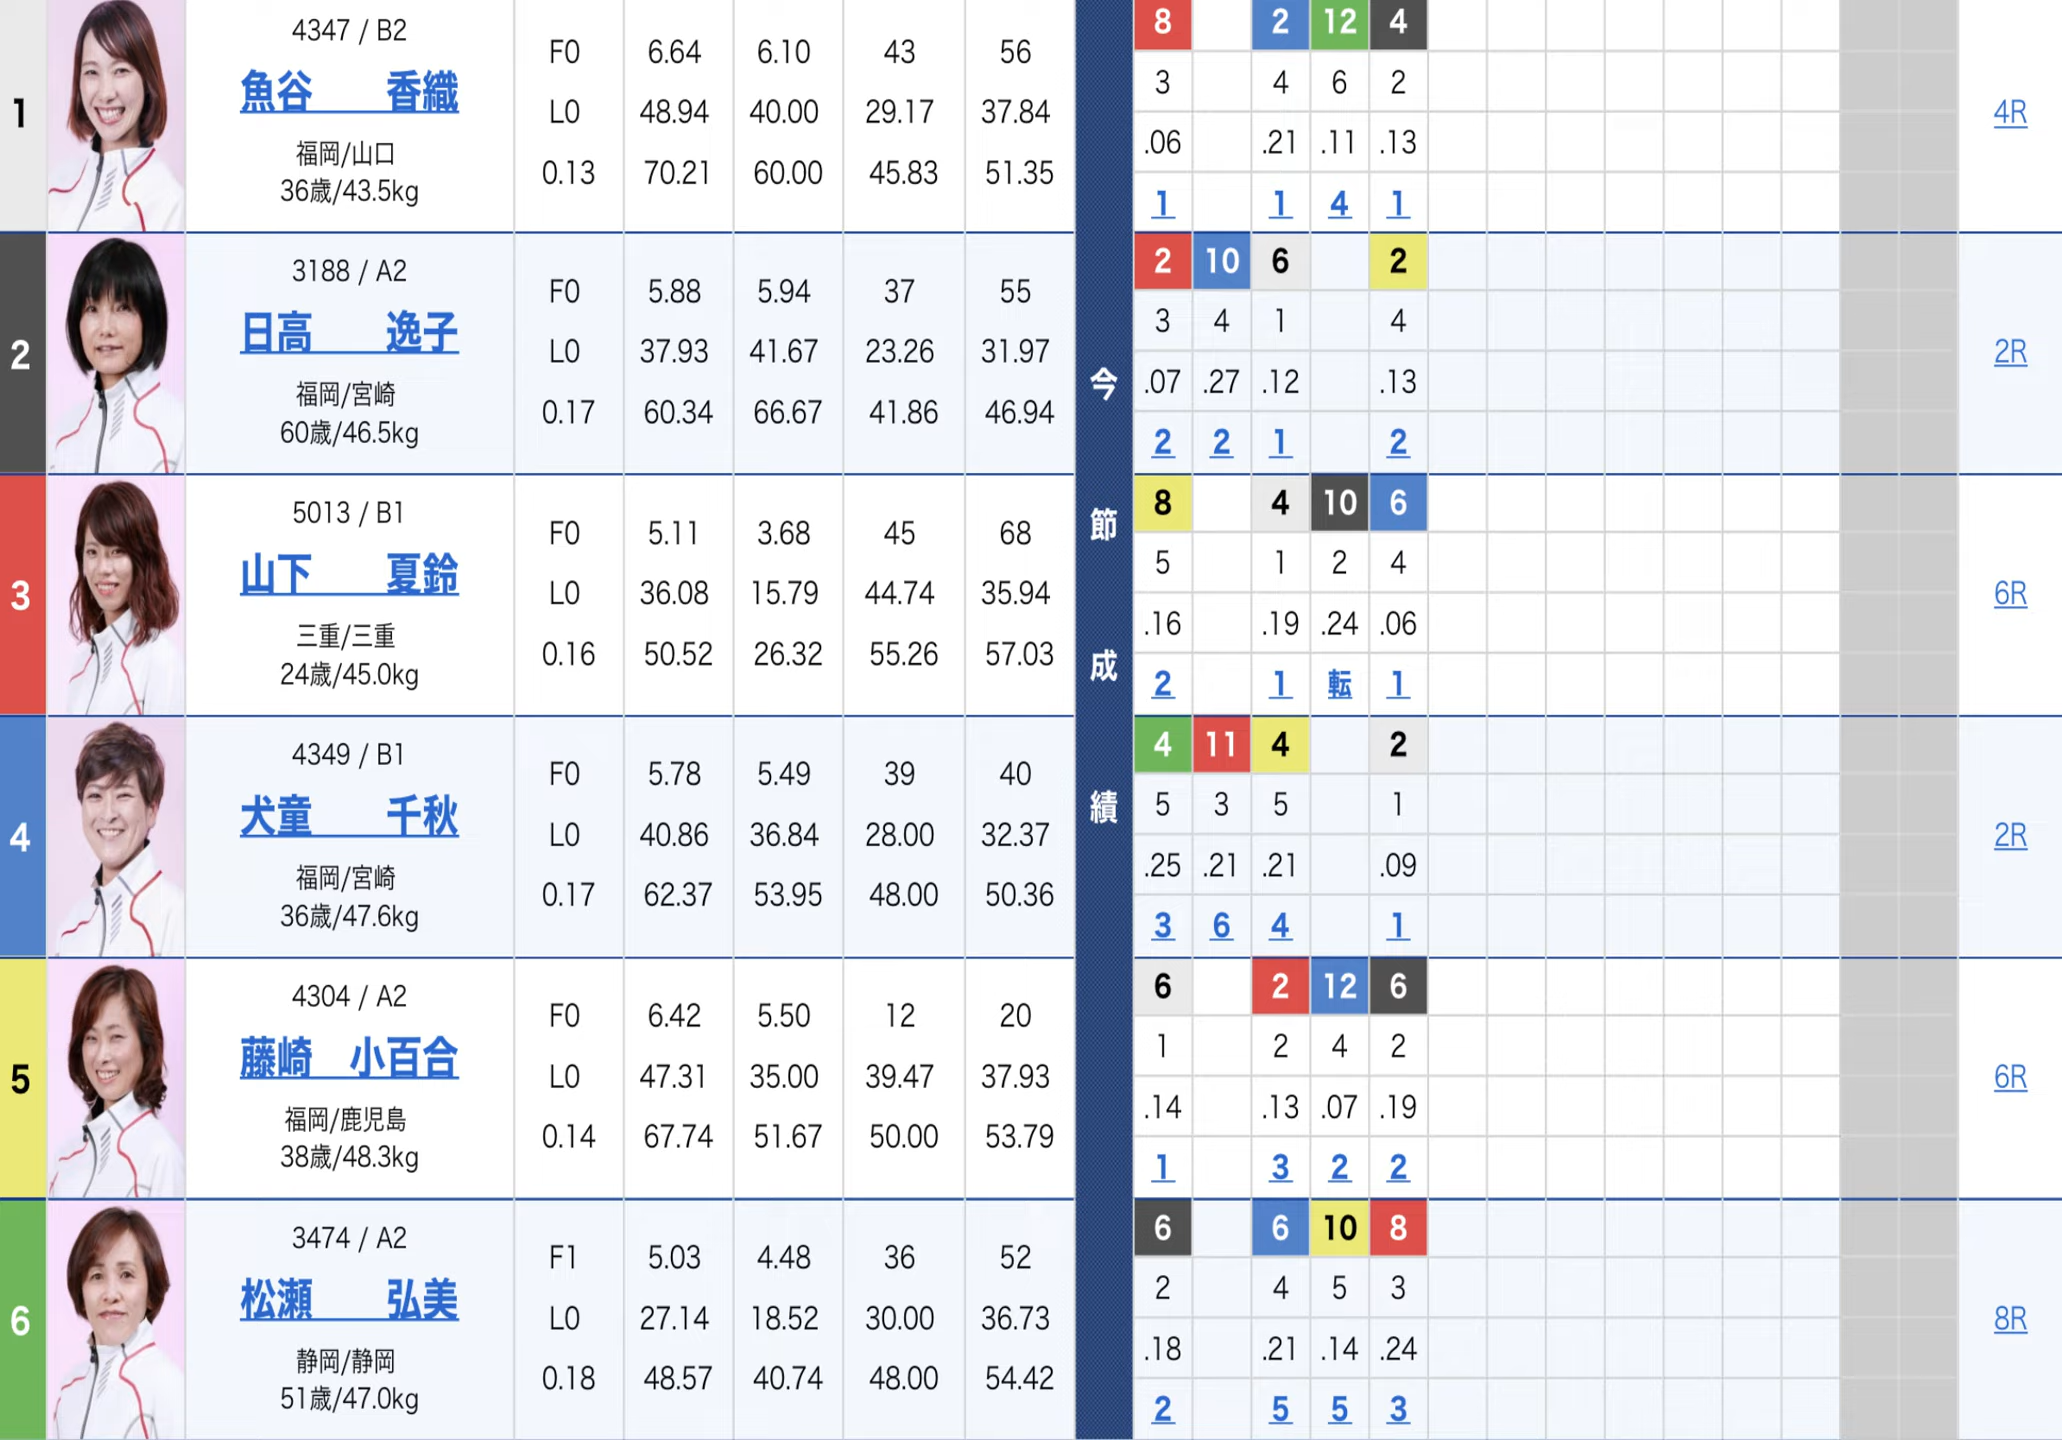 1
4347 / B2
魚谷 香織
福岡/山口
36歳/43.5kg
F0 6.64 6.10 43 56
L0 48.94 40.00 29.17 37.84
0.13 70.21 60.00 45.83 51.35
8 2 12 4
3 4 6 2
.06 .21 .11 .13
1 1 4 1
4R
2
3188 / A2
日高 逸子
福岡/宮崎
60歳/46.5kg
F0 5.88 5.94 37 55
L0 37.93 41.67 23.26 31.97
0.17 60.34 66.67 41.86 46.94
2 10 6 2
3 4 1 4
.07 .27 .12 .13
2 2 1 2
2R
3
5013 / B1
山下 夏鈴
三重/三重
24歳/45.0kg
F0 5.11 3.68 45 68
L0 36.08 15.79 44.74 35.94
0.16 50.52 26.32 55.26 57.03
今節成績
8 4 10 6
5 1 2 4
.16 .19 .24 .06
2 1 転 1
6R
4
4349 / B1
犬童 千秋
福岡/宮崎
36歳/47.6kg
F0 5.78 5.49 39 40
L0 40.86 36.84 28.00 32.37
0.17 62.37 53.95 48.00 50.36
4 11 4 2
5 3 5 1
.25 .21 .21 .09
3 6 4 1
2R
5
4304 / A2
藤崎 小百合
福岡/鹿児島
38歳/48.3kg
F0 6.42 5.50 12 20
L0 47.31 35.00 39.47 37.93
0.14 67.74 51.67 50.00 53.79
6 2 12 6
1 2 4 2
.14 .13 .07 .19
1 3 2 2
6R
6
3474 / A2
松瀬 弘美
静岡/静岡
51歳/47.0kg
F1 5.03 4.48 36 52
L0 27.14 18.52 30.00 36.73
0.18 48.57 40.74 48.00 54.42
6 6 10 8
2 4 5 3
.18 .21 .14 .24
2 5 5 3
8R